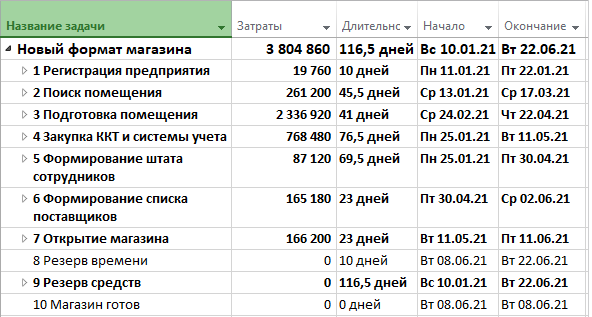 Название задачи Затраты Длительнс Начало Окончание
Новый формат магазина 3 804 860 116,5 дней Вс 10.01.21 Вт 22.06.21
1 Регистрация предприятия 19 760 10 дней Пн 11.01.21 Пт 22.01.21
2 Поиск помещения 261 200 45,5 дней Ср 13.01.21 Ср 17.03.21
3 Подготовка помещения 2 336 920 41 дней Ср 24.02.21 Чт 22.04.21
4 Закупка ККТ и системы учета 768 480 76,5 дней Пн 25.01.21 Вт 11.05.21
5 Формирование штата 87 120 69,5 дней Пн 25.01.21 Пт 30.04.21
сотрудников
6 Формирование списка 165 180 23 дней Пт 30.04.21 Ср 02.06.21
поставщиков
7 Открытие магазина 166 200 23 дней Вт 11.05.21 Пт 11.06.21
8 Резерв времени 0 10 дней Вт 08.06.21 Вт 22.06.21
9 Резерв средств 0 116,5 дней Вс 10.01.21 Вт 22.06.21
10 Магазин готов 0 0 дней Вт 08.06.21 Вт 08.06.21